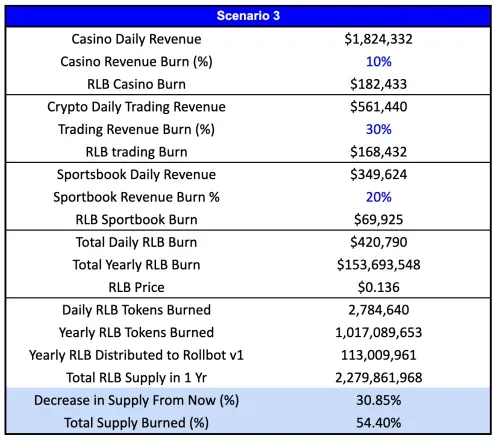 Scenario 3
Casino Daily Revenue $1,824,332
Casino Revenue Burn (%) 10%
RLB Casino Burn $182,433
Crypto Daily Trading Revenue $561,440
Trading Revenue Burn (%) 30%
RLB trading Burn $168,432
Sportsbook Daily Revenue $349,624
Sportbook Revenue Burn % 20%
RLB Sportbook Burn $69,925
Total Daily RLB Burn $420,790
Total Yearly RLB Burn $153,693,548
RLB Price $0.136
Daily RLB Tokens Burned 2,784,640
Yearly RLB Tokens Burned 1,017,089,653
Yearly RLB Distributed to Rollbot v1 113,009,961
Total RLB Supply in 1 Yr 2,279,861,968
Decrease in Supply From Now (%) 30.85%
Total Supply Burned (%) 54.40%